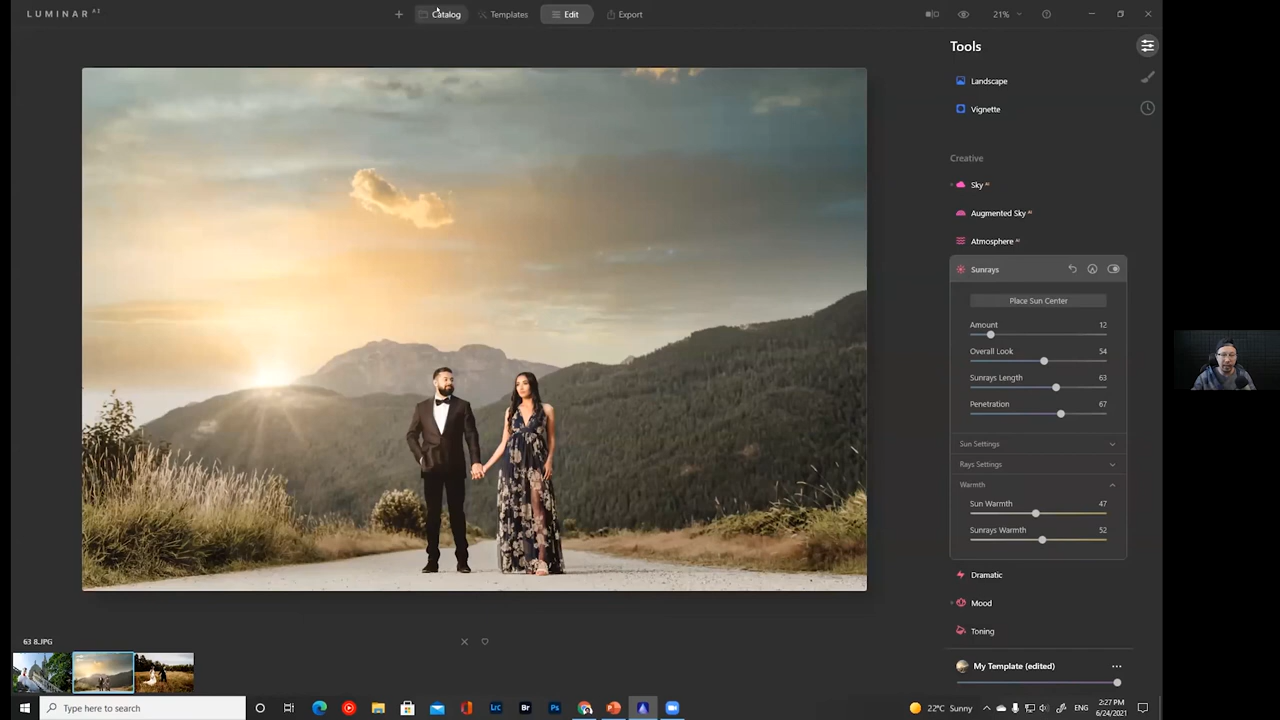 LUMINAR AI
Catalog
Templates
Edit
Export
21%
Tools
Landscape
Vignette
Creative
Sky AI
Augmented Sky AI
Atmosphere AI
Sunrays
Place Sun Center
Amount 12
Overall Look 54
Sunrays Length 63
Penetration 67
Sun Settings
Rays Settings
Warmth
Sun Warmth 47
Sunrays Warmth 52
Dramatic
Mood
Toning
My Template (edited)
63 8.JPG
Type here to search
Lrc
Br
Ps
22°C Sunny
2:27 PM
6/24/2021